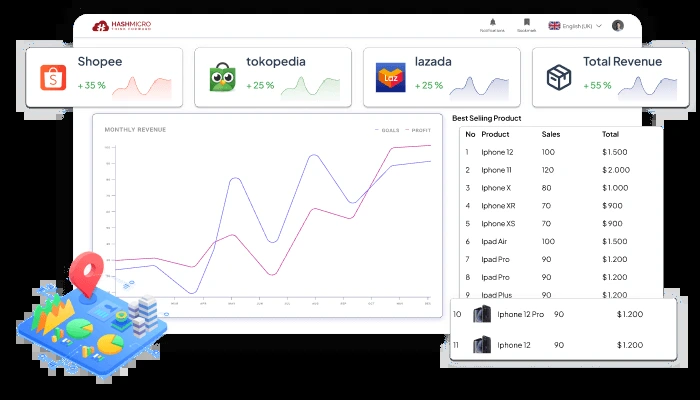 HASHMICRO
THINK FORWARD
Notifications
Bookmark
English (UK)
Shopee
+ 35 %
tokopedia
+ 25 %
Laz
lazada
+ 25 %
Total Revenue
+ 55 %
MONTHLY REVENUE
GOALS
PROFIT
Best Selling Product
No Product Sales Total
1 Iphone 12 100 $ 1.500
2 Iphone 11 120 $ 2.000
3 Iphone X 80 $ 1.000
4 Iphone XR 70 $ 900
5 Iphone XS 70 $ 900
6 Ipad Air 100 $ 1.500
7 Ipad Pro 90 $ 1.200
8 Ipad Pro 90 $ 1.200
9 Ipad Plus 90 $ 1.200
10 Iphone 12 Pro 90 $ 1.200
11 Iphone 12 90 $ 1.200